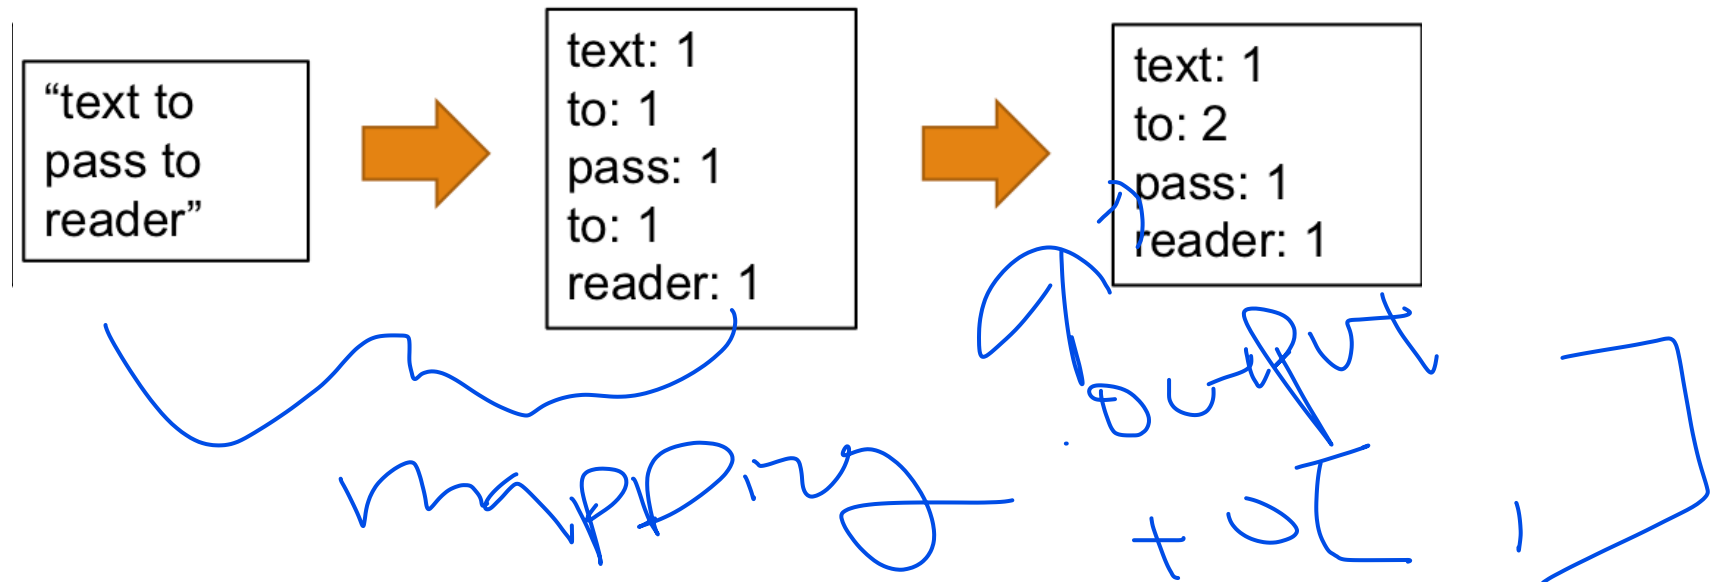 “text to
pass to
reader”
text: 1
to: 1
pass: 1
to: 1
reader: 1
text: 1
to: 2
pass: 1
reader: 1
mapping
output